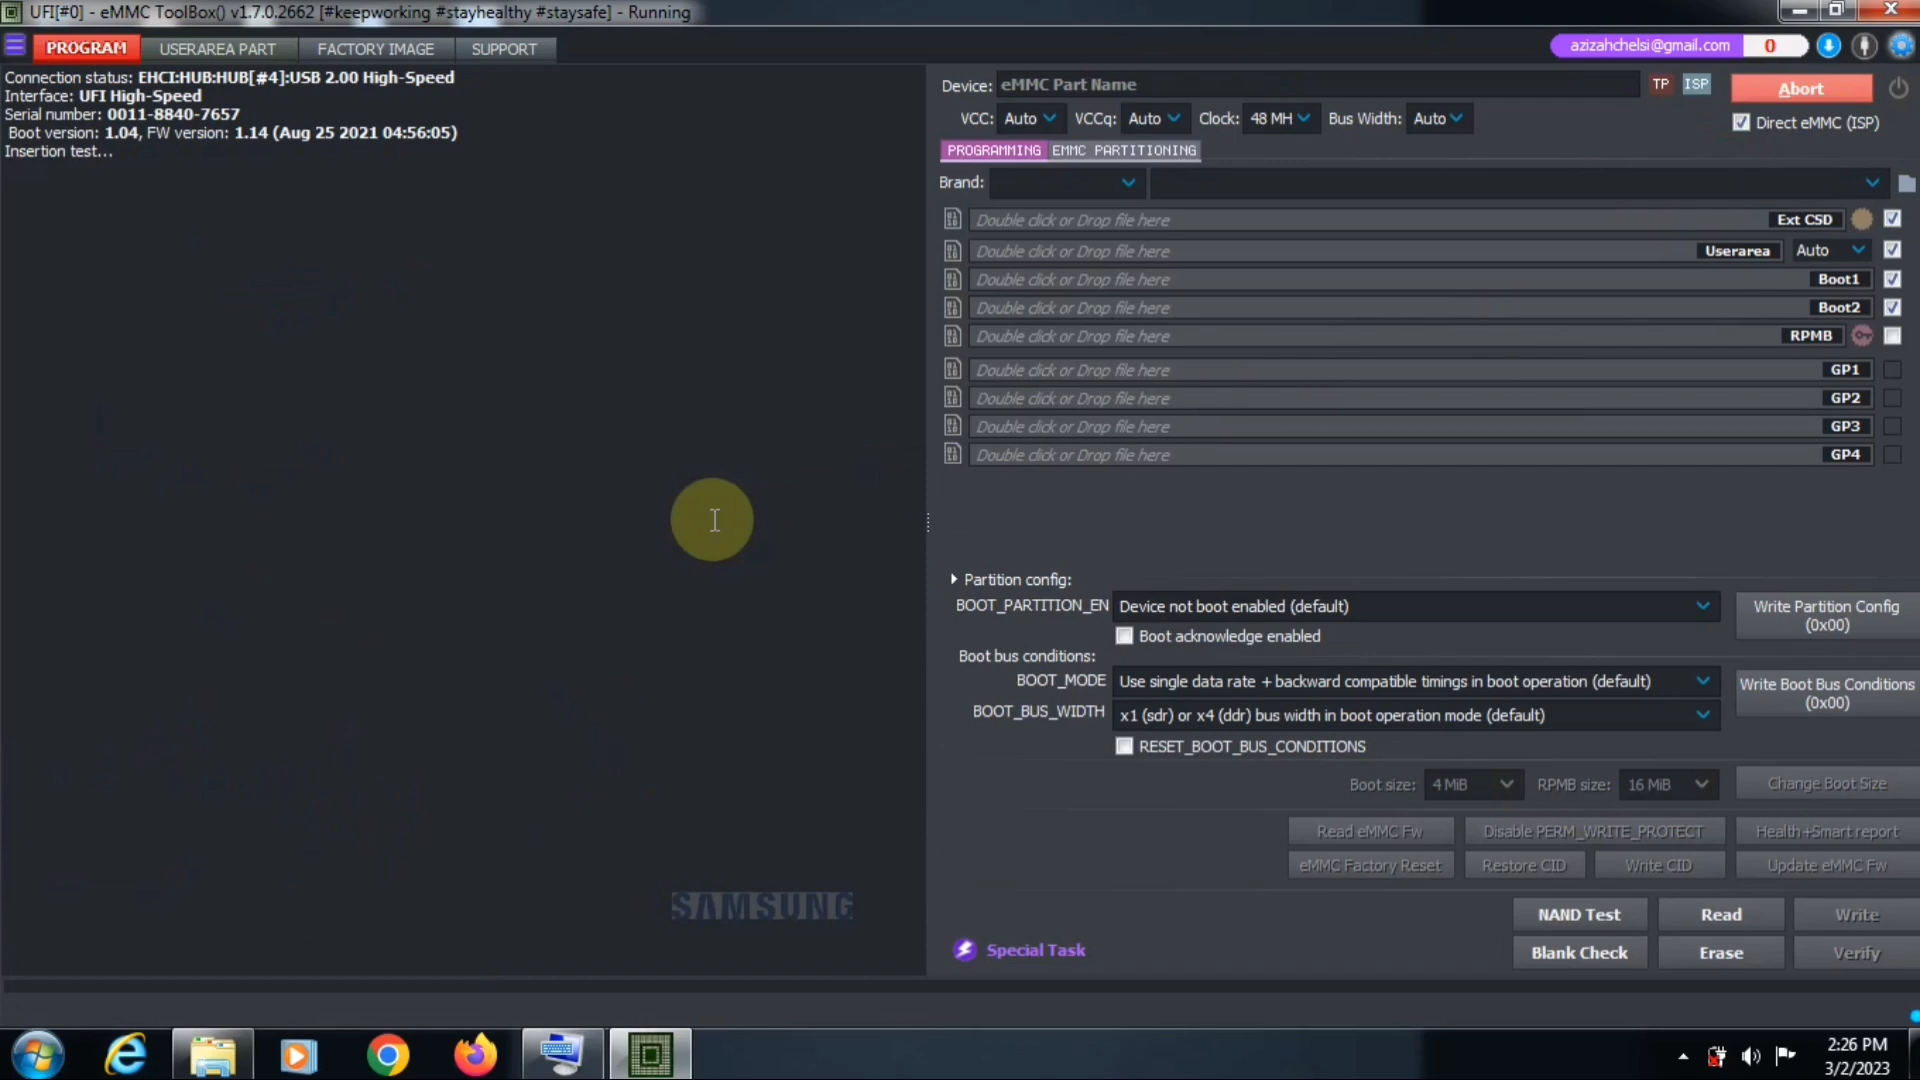 UFI[#0] - eMMC ToolBox() v1.7.0.2662 [#keepworking #stayhealthy #staysafe] - Running
PROGRAM USERAREA PART FACTORY IMAGE SUPPORT azizahchelsi@gmail.com 0
Connection status: EHCI:HUB:HUB[#4]:USB 2.00 High-Speed
Interface: UFI High-Speed
Serial number: 0011-8840-7657
Boot version: 1.04, FW version: 1.14 (Aug 25 2021 04:56:05)
Insertion test...
SAMSUNG
Device: eMMC Part Name TP ISP Abort
VCC: Auto VCCq: Auto Clock: 48 MH Bus Width: Auto Direct eMMC (ISP)
PROGRAMMING EMMC PARTITIONING
Brand:
Double click or Drop file here Ext CSD
Double click or Drop file here Userarea Auto
Double click or Drop file here Boot1
Double click or Drop file here Boot2
Double click or Drop file here RPMB
Double click or Drop file here GP1
Double click or Drop file here GP2
Double click or Drop file here GP3
Double click or Drop file here GP4
Partition config:
BOOT_PARTITION_EN Device not boot enabled (default) Write Partition Config
(0x00)
Boot acknowledge enabled
Boot bus conditions:
BOOT_MODE Use single data rate + backward compatible timings in boot operation (default) Write Boot Bus Conditions
(0x00)
BOOT_BUS_WIDTH x1 (sdr) or x4 (ddr) bus width in boot operation mode (default)
RESET_BOOT_BUS_CONDITIONS
Boot size: 4 MiB RPMB size: 16 MiB Change Boot Size
Read eMMC Fw Disable PERM_WRITE_PROTECT Health+Smart report
eMMC Factory Reset Restore CID Write CID Update eMMC Fw
NAND Test Read Write
Special Task Blank Check Erase Verify
2:26 PM
3/2/2023